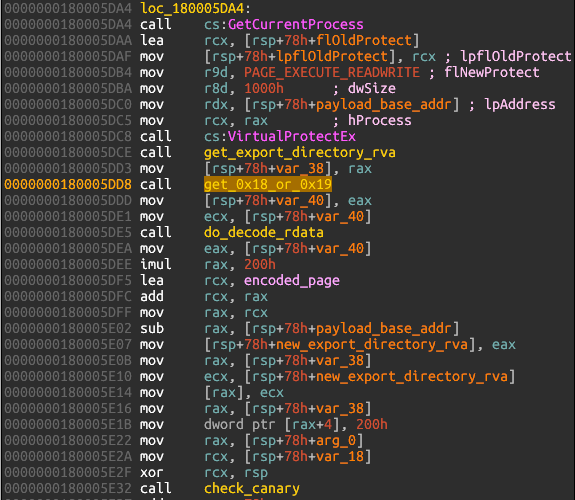 0000000180005DA4 loc_180005DA4:
0000000180005DA4 call cs:GetCurrentProcess
0000000180005DAA lea rcx, [rsp+78h+flOldProtect]
0000000180005DAF mov [rsp+78h+lpflOldProtect], rcx ; lpflOldProtect
0000000180005DB4 mov r9d, PAGE_EXECUTE_READWRITE ; flNewProtect
0000000180005DBA mov r8d, 1000h ; dwSize
0000000180005DC0 mov rdx, [rsp+78h+payload_base_addr] ; lpAddress
0000000180005DC5 mov rcx, rax ; hProcess
0000000180005DC8 call cs:VirtualProtectEx
0000000180005DCE call get_export_directory_rva
0000000180005DD3 mov [rsp+78h+var_38], rax
0000000180005DD8 call get_0x18_or_0x19
0000000180005DDD mov [rsp+78h+var_40], eax
0000000180005DE1 mov ecx, [rsp+78h+var_40]
0000000180005DE5 call do_decode_rdata
0000000180005DEA mov eax, [rsp+78h+var_40]
0000000180005DEE imul rax, 200h
0000000180005DF5 lea rcx, encoded_page
0000000180005DFC add rcx, rax
0000000180005DFF mov rax, rcx
0000000180005E02 sub rax, [rsp+78h+payload_base_addr]
0000000180005E07 mov [rsp+78h+new_export_directory_rva], eax
0000000180005E0B mov rax, [rsp+78h+var_38]
0000000180005E10 mov ecx, [rsp+78h+new_export_directory_rva]
0000000180005E14 mov [rax], ecx
0000000180005E16 mov rax, [rsp+78h+var_38]
0000000180005E1B mov dword ptr [rax+4], 200h
0000000180005E22 mov rax, [rsp+78h+arg_0]
0000000180005E2A mov rcx, [rsp+78h+var_18]
0000000180005E2F xor rcx, rsp
0000000180005E32 call check_canary